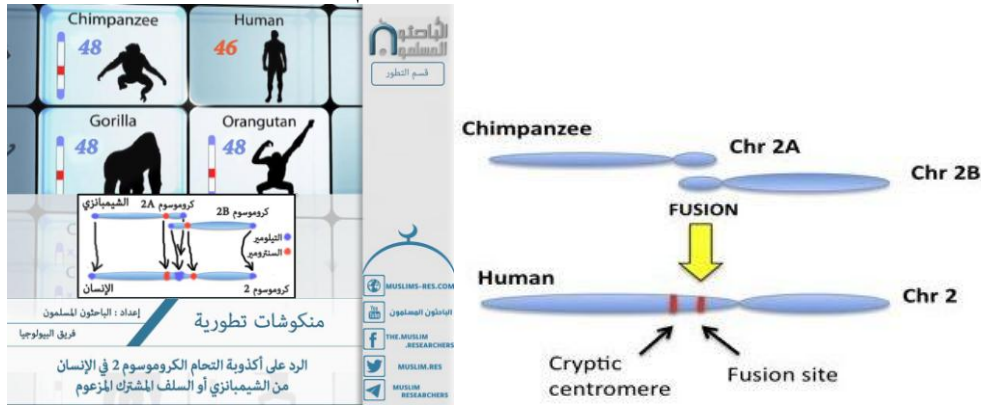 Chimpanzee
48
Human
46
Gorilla
48
Orangutan
48
الباحثون
المسلمون
قسم التطور
الشيمبانزي
كروموسوم 2A
كروموسوم 2B
التيلومير
السنترومير
الإنسان
كروموسوم 2
إعداد : الباحثون المسلمون
فريق البيولوجيا
منكوشات تطورية
الرد على أكذوبة التحام الكروموسوم 2 في الإنسان
من الشيمبانزي أو السلف المشترك المزعوم
MUSLIMS-RES.COM
الباحثون المسلمون
THE.MUSLIM
.RESEARCHERS
MUSLIM.RES
MUSLIM
RESEARCHERS
Chimpanzee
Chr 2A
Chr 2B
FUSION
Human
Chr 2
Cryptic
centromere
Fusion site